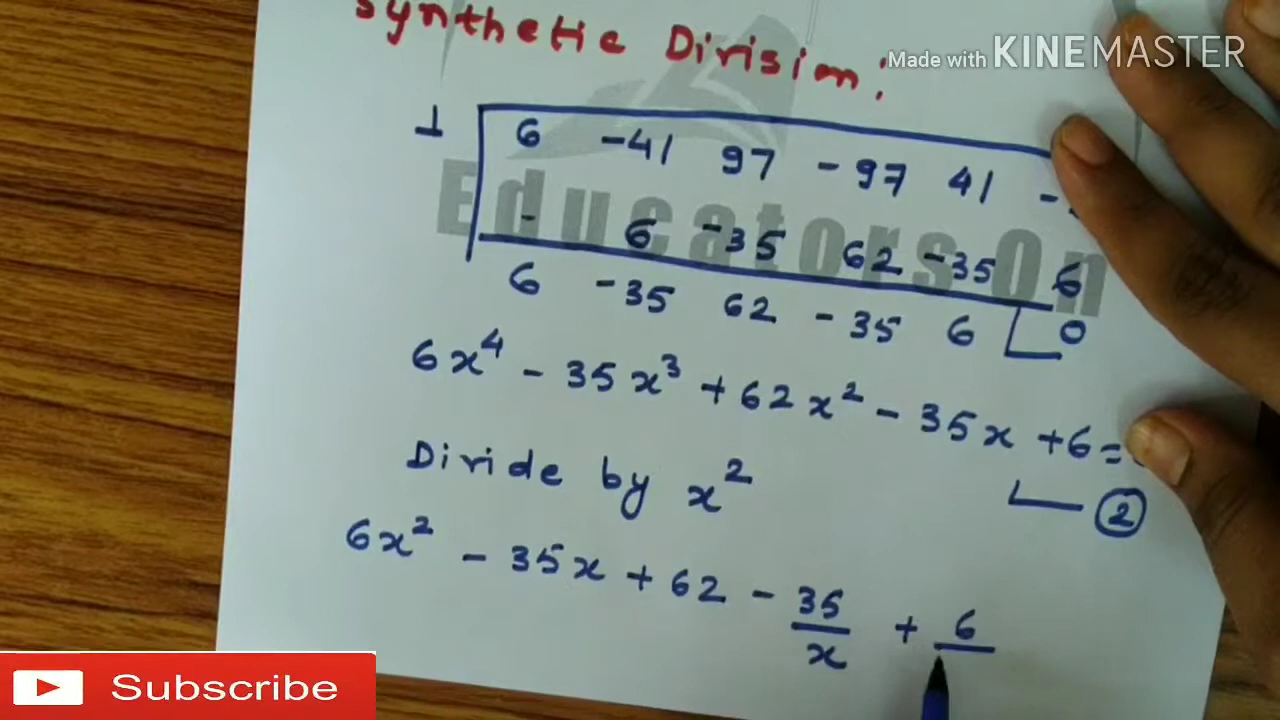 Synthetic Division:
Made with KINEMASTER
1 6 -41 97 -97 41 -
- 6 -35 62 -35 6
6 -35 62 -35 6 0
Educators On
6x⁴ - 35x³ + 62x² - 35x + 6 =
Divide by x²
②
6x² - 35x + 62 - 35/x + 6/
Subscribe